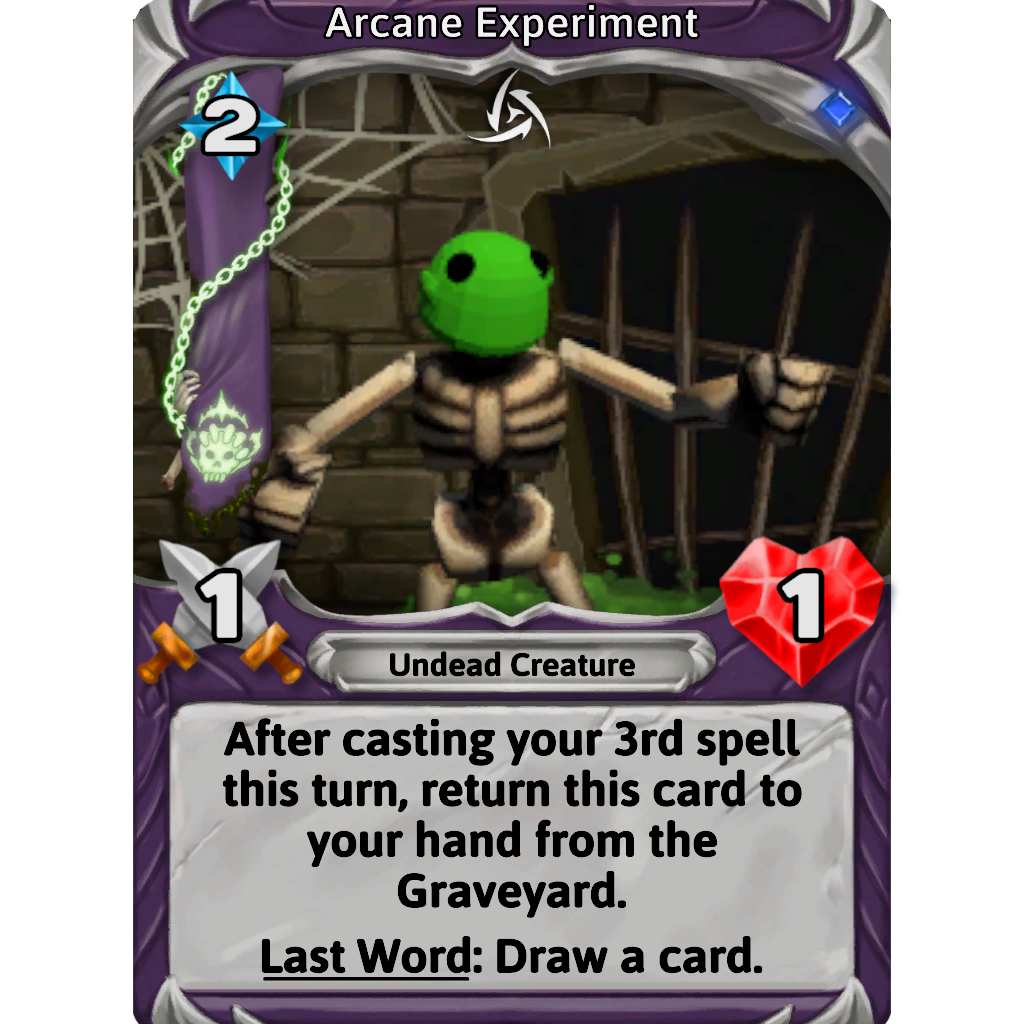 Arcane Experiment
2
1
1
Undead Creature
After casting your 3rd spell
this turn, return this card to
your hand from the
Graveyard.
Last Word: Draw a card.